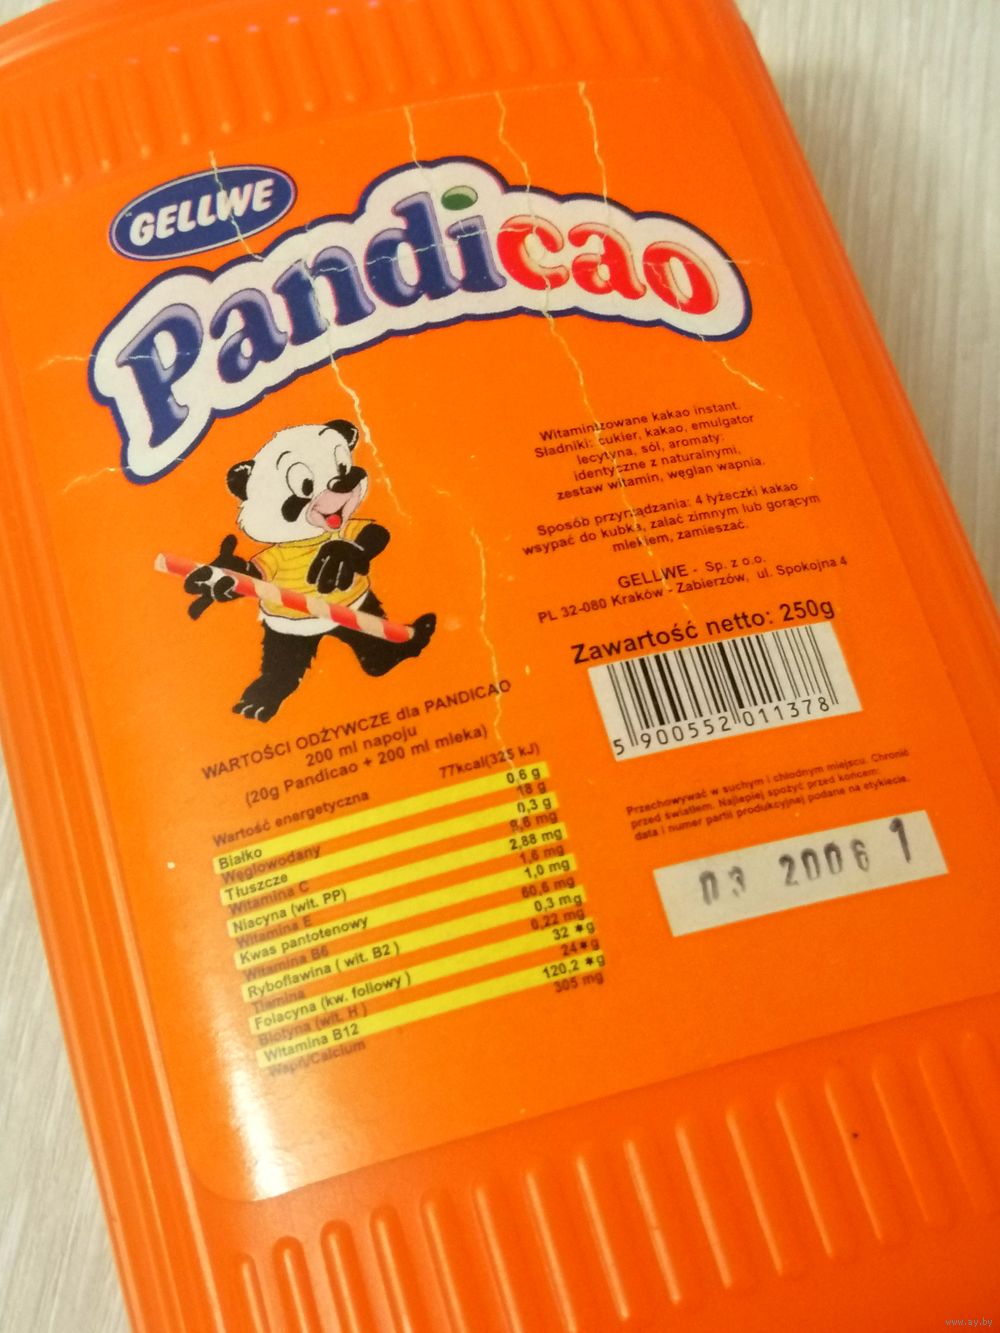 GELLWE
Pandicao
Witaminizowane kakao instant.
Sładniki: cukier, kakao, emulgator
lecytyna, sól, aromaty:
identyczne z naturalnymi,
zestaw witamin, węglan wapnia.
Sposób przyrządzania: 4 łyżeczki kakao
wsypać do kubka, zalać zimnym lub gorącym
mlekiem, zamieszać.
GELLWE - Sp. z o.o.
PL 32-080 Kraków - Zabierzów, ul. Spokojna 4
Zawartość netto: 250g
5 900552 011378
Przechowywać w suchym i chłodnym miejscu. Chronić
przed światłem. Najlepiej spożyć przed końcem:
data i numer partii produkcyjnej podane na etykiecie.
03 2006 1
WARTOŚCI ODŻYWCZE dla PANDICAO
200 ml napoju
(20g Pandicao + 200 ml mleka)
Wartość energetyczna 77kcal(325 kJ)
Białko 0,6 g
Węglowodany 18 g
Tłuszcze 0,3 g
Witamina C mg
Niacyna (wit. PP) 2,88 mg
Witamina E 1,6 mg
Kwas pantotenowy 1,0 mg
Witamina B6 60,6 mg
Ryboflawina ( wit. B2 ) 0,3 mg
Tiamina 0,22 mg
Folacyna (kw. foliowy ) 32 *g
Biotyna (wit. H ) 24*g
Witamina B12 120,2 *g
Wapń/Calcium 305 mg
www.ay.by